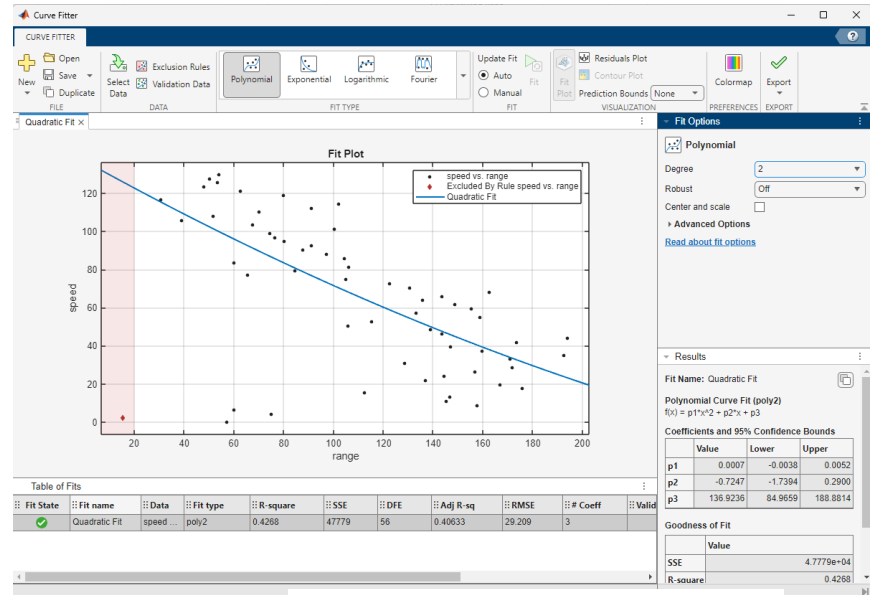 Curve Fitter
CURVE FITTER
New
Open
Save
Duplicate
FILE
Select Data
Exclusion Rules
Validation Data
DATA
Polynomial
Exponential
Logarithmic
Fourier
FIT TYPE
Update Fit
Auto
Manual
Fit
FIT
Fit Plot
Residuals Plot
Contour Plot
Prediction Bounds None
VISUALIZATION
Colormap
PREFERENCES
Export
EXPORT
Quadratic Fit
Fit Plot
speed vs. range
Excluded By Rule speed vs. range
Quadratic Fit
120
100
80
60
40
20
0
speed
20 40 60 80 100 120 140 160 180 200
range
Table of Fits
Fit State Fit name Data Fit type R-square SSE DFE Adj R-sq RMSE # Coeff Valid
Quadratic Fit speed ... poly2 0.4268 47779 56 0.40633 29.209 3
Fit Options
Polynomial
Degree 2
Robust Off
Center and scale
Advanced Options
Read about fit options
Results
Fit Name: Quadratic Fit
Polynomial Curve Fit (poly2)
f(x) = p1*x^2 + p2*x + p3
Coefficients and 95% Confidence Bounds
Value Lower Upper
p1 0.0007 -0.0038 0.0052
p2 -0.7247 -1.7394 0.2900
p3 136.9236 84.9659 188.8814
Goodness of Fit
Value
SSE 4.7779e+04
R-square 0.4268